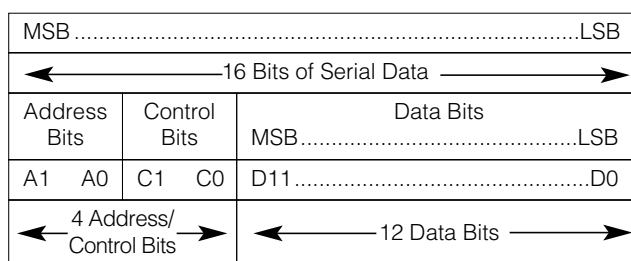 MSB.......................................................................LSB
16 Bits of Serial Data
Address Bits
Control Bits
Data Bits
MSB........................................LSB
A1 A0 C1 C0 D11.................................................D0
4 Address/
Control Bits
12 Data Bits